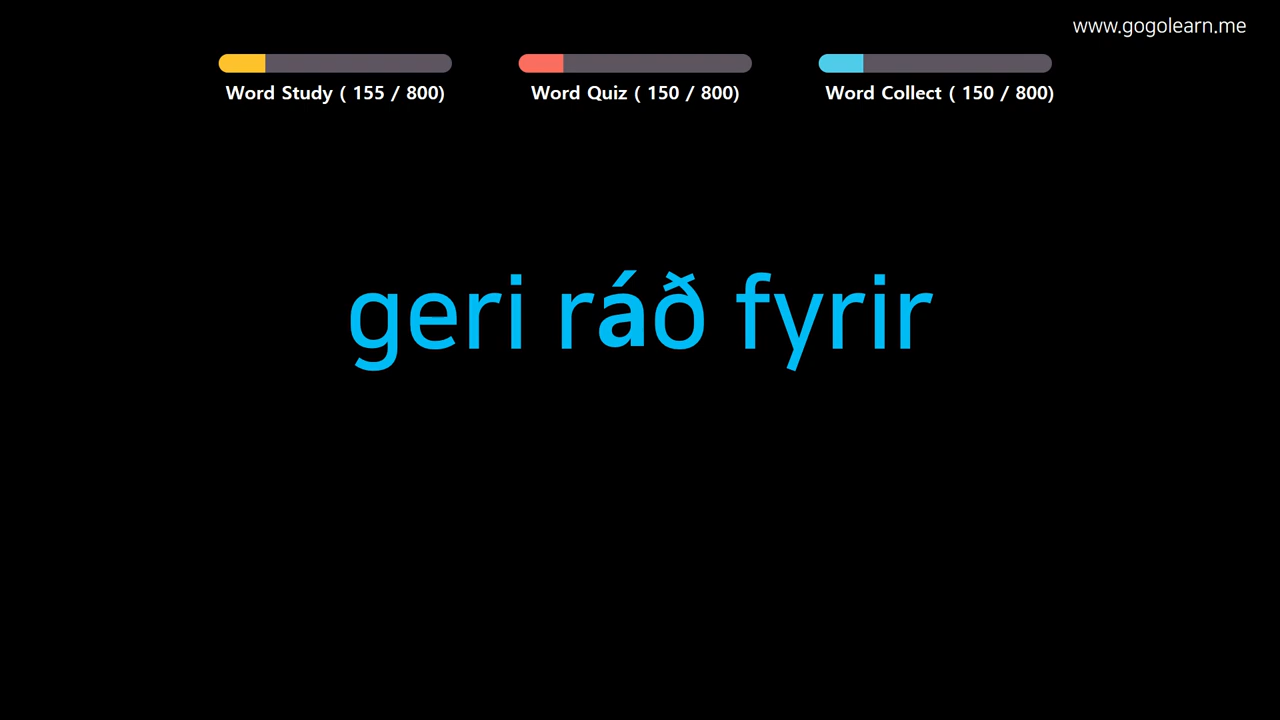 www.gogolearn.me
Word Study ( 155 / 800)
Word Quiz ( 150 / 800)
Word Collect ( 150 / 800)
geri ráð fyrir